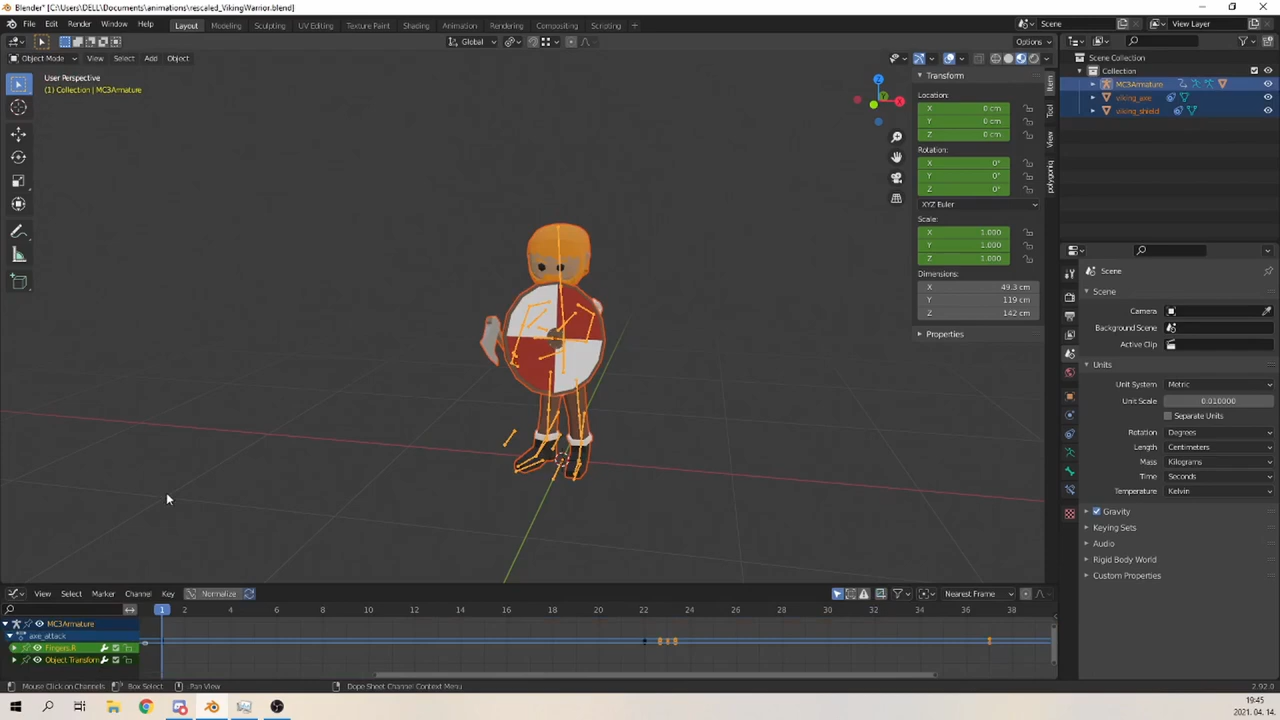 Blender* [C:\Users\DELL\Documents\animations\rescaled_VikingWarrior.blend]
File Edit Render Window Help Layout Modeling Sculpting UV Editing Texture Paint Shading Animation Rendering Compositing Scripting + Scene View Layer
Global Options
Object Mode View Select Add Object
User Perspective
(1) Collection | MC3Armature
Scene Collection
Collection
MC3Armature
viking_axe
viking_shield
Z
Y
X
Item
Tool
View
polygoniq
Transform
Location:
X 0 cm
Y 0 cm
Z 0 cm
Rotation:
X 0°
Y 0°
Z 0°
XYZ Euler
Scale:
X 1.000
Y 1.000
Z 1.000
Dimensions:
X 49.3 cm
Y 119 cm
Z 142 cm
Properties
Scene
Scene
Camera
Background Scene
Active Clip
Units
Unit System Metric
Unit Scale 0.010000
Separate Units
Rotation Degrees
Length Centimeters
Mass Kilograms
Time Seconds
Temperature Kelvin
Gravity
Keying Sets
Audio
Rigid Body World
Custom Properties
View Select Marker Channel Key Normalize Nearest Frame
1 2 4 6 8 10 12 14 16 18 20 22 24 26 28 30 32 34 36 38
MC3Armature
axe_attack
Fingers.R
Object Transform
Mouse Click on Channels Box Select Pan View Dope Sheet Channel Context Menu 2.92.0
19:45
2021. 04. 14.